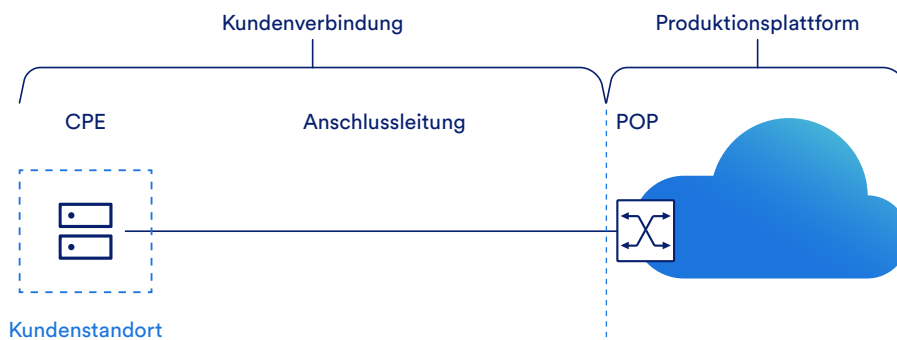 Kundenverbindung
Produktionsplattform
CPE
Anschlussleitung
POP
Kundenstandort